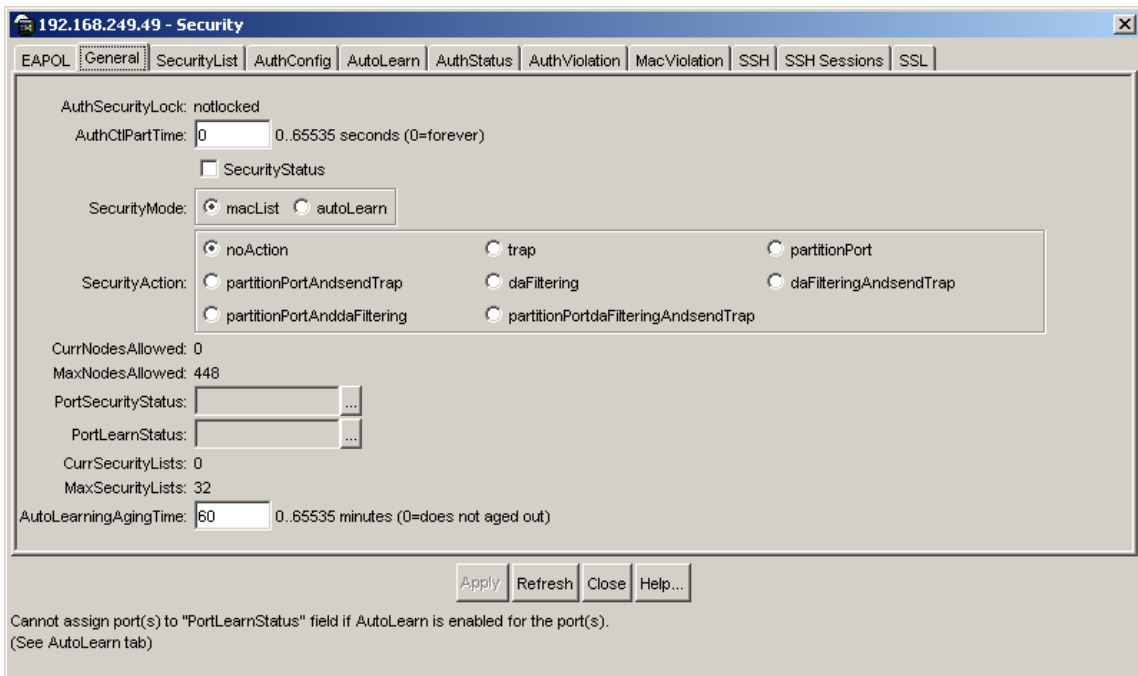 192.168.249.49 - Security
EAPOL General SecurityList AuthConfig AutoLearn AuthStatus AuthViolation MacViolation SSH SSH Sessions SSL
AuthSecurityLock: notlocked
AuthCtlPartTime: 0 0..65535 seconds (0=forever)
SecurityStatus
SecurityMode: macList autoLearn
noAction trap partitionPort
SecurityAction: partitionPortAndsendTrap daFiltering daFilteringAndsendTrap
partitionPortAnddaFiltering partitionPortdaFilteringAndsendTrap
CurrNodesAllowed: 0
MaxNodesAllowed: 448
PortSecurityStatus: ...
PortLearnStatus: ...
CurrSecurityLists: 0
MaxSecurityLists: 32
AutoLearningAgingTime: 60 0..65535 minutes (0=does not aged out)
Apply Refresh Close Help...
Cannot assign port(s) to "PortLearnStatus" field if AutoLearn is enabled for the port(s).
(See AutoLearn tab)